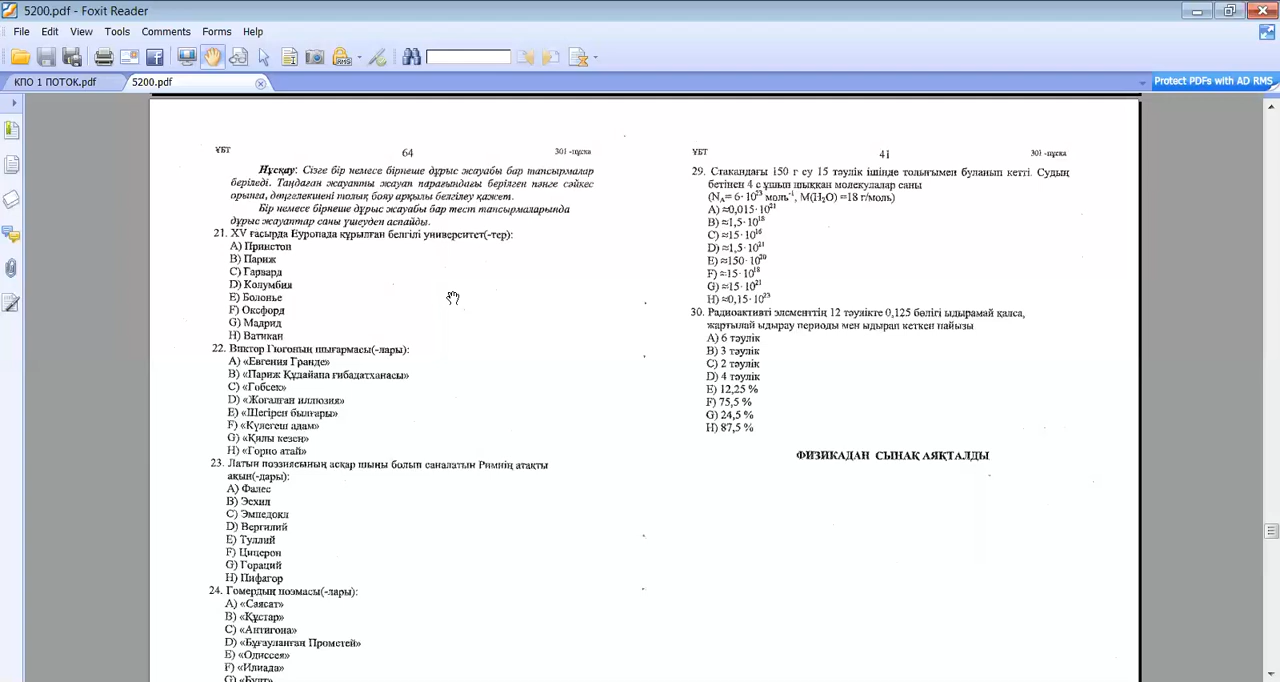 5200.pdf - Foxit Reader
File Edit View Tools Comments Forms Help
КПО 1 ПОТОК.pdf
5200.pdf
Protect PDFs with AD RMS
ҰБТ 64 301 -нұсқа
Нұсқау: Сізге бір немесе бірнеше дұрыс жауабы бар тапсырмалар
беріледі. Таңдаған жауапты жауап парағындағы берілген пәнге сәйкес
орынға, дөңгелекшені толық бояу арқылы белгілеу қажет.
Бір немесе бірнеше дұрыс жауабы бар тест тапсырмаларында
дұрыс жауаптар саны үшеуден аспайды.
21. XV ғасырда Еуропада құрылған белгілі университет(-тер):
A) Принстон
B) Париж
C) Гарвард
D) Колумбия
E) Болонье
F) Оксфорд
G) Мадрид
H) Ватикан
22. Виктор Гюгоның шығармасы(-лары):
A) «Евгения Гранде»
B) «Париж Құдайана ғибадатханасы»
C) «Гобсек»
D) «Жоғалған иллюзия»
E) «Шегірен былғары»
F) «Күлегеш адам»
G) «Қилы кезең»
H) «Горио атай»
23. Латын поэзиясының асқар шыңы болып саналатын Римнің атақты
ақын(-дары):
A) Фалес
B) Эсхил
C) Эмпедокл
D) Вергилий
E) Туллий
F) Цицерон
G) Гораций
H) Пифагор
24. Гомердың поэмасы(-лары):
A) «Саясат»
B) «Құстар»
C) «Антигона»
D) «Бұғауланған Прометей»
E) «Одиссея»
F) «Илиада»
G) «Бұлт»
ҰБТ 41 301 -нұсқа
29. Стакандағы 150 г су 15 тәулік ішінде толығымен буланып кетті. Судың
бетінен 4 с ұшып шыққан молекулалар саны
(N_A= 6·10²³ моль⁻¹, M(H₂O) =18 г/моль)
A) ≈0,015·10²¹
B) ≈1,5·10¹⁸
C) ≈15·10¹⁶
D) ≈1,5·10²¹
E) ≈150·10²⁰
F) ≈15·10¹⁸
G) ≈15·10²¹
H) ≈0,15·10²³
30. Радиоактивті элементтің 12 тәулікте 0,125 бөлігі ыдырамай қалса,
жартылай ыдырау периоды мен ыдырап кеткен пайызы
A) 6 тәулік
B) 3 тәулік
C) 2 тәулік
D) 4 тәулік
E) 12,25 %
F) 75,5 %
G) 24,5 %
H) 87,5 %
ФИЗИКАДАН СЫНАҚ АЯҚТАЛДЫ